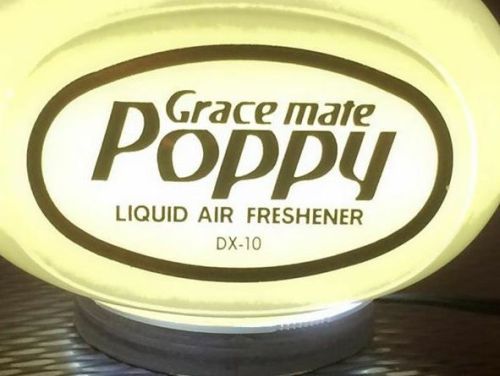 Grace mate
POPPY
LIQUID AIR FRESHENER
DX-10